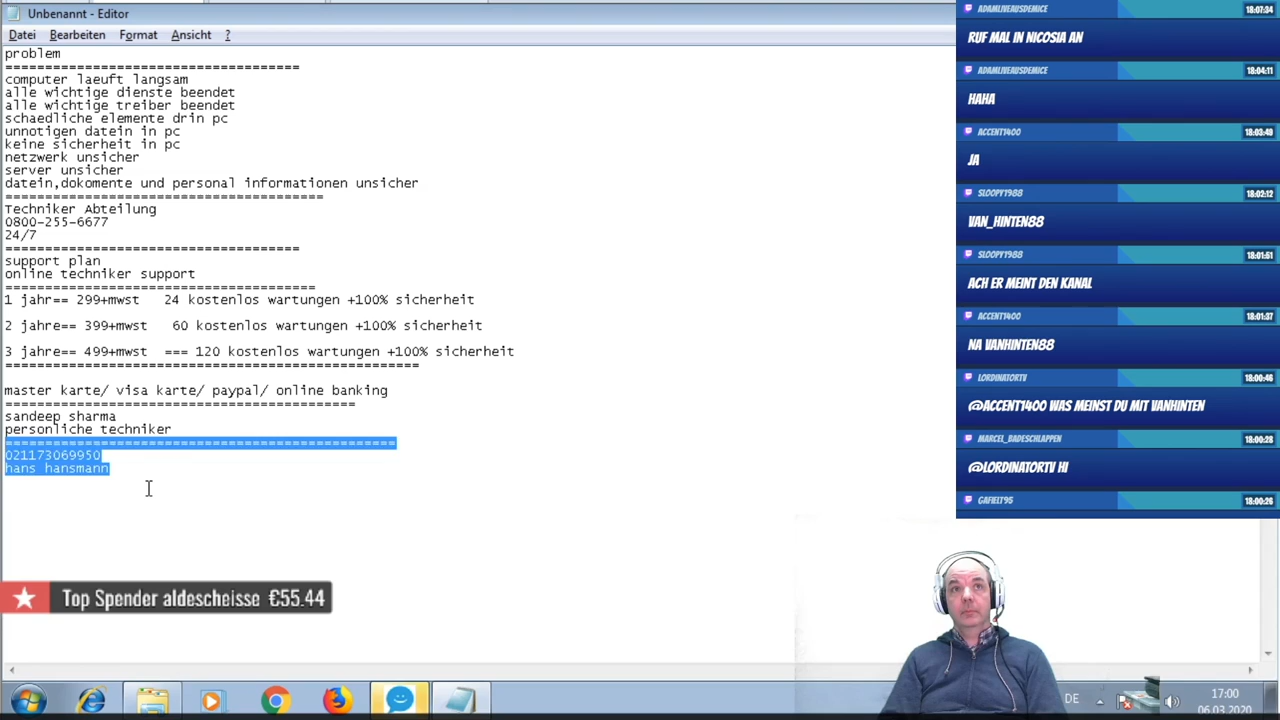 Unbenannt - Editor
Datei Bearbeiten Format Ansicht ?
problem
=====================================
computer laeuft langsam
alle wichtige dienste beendet
alle wichtige treiber beendet
schaedliche elemente drin pc
unnotigen datein in pc
keine sicherheit in pc
netzwerk unsicher
server unsicher
datein,dokomente und personal informationen unsicher
========================================
Techniker Abteilung
0800-255-6677
24/7
=====================================
support plan
online techniker support
=======================================
1 jahr== 299+mwst 24 kostenlos wartungen +100% sicherheit
2 jahre== 399+mwst 60 kostenlos wartungen +100% sicherheit
3 jahre== 499+mwst === 120 kostenlos wartungen +100% sicherheit
====================================================
master karte/ visa karte/ paypal/ online banking
============================================
sandeep sharma
personliche techniker
=================================================
021173069950
hans hansmann
Top Spender aldescheisse €55.44
DE
17:00
06.03.2020
ADAMLIVEAUSDEMICE 18:07:34
RUF MAL IN NICOSIA AN
ADAMLIVEAUSDEMICE 18:04:11
HAHA
ACCENT1400 18:03:49
JA
SLOOPY1988 18:02:12
VAN_HINTEN88
SLOOPY1988 18:01:51
ACH ER MEINT DEN KANAL
ACCENT1400 18:01:37
NA VANHINTEN88
LORDINATORTV 18:00:46
@ACCENT1400 WAS MEINST DU MIT VANHINTEN
MARCEL_BADESCHLAPPEN 18:00:28
@LORDINATORTV HI
GAFIELT95 18:00:26